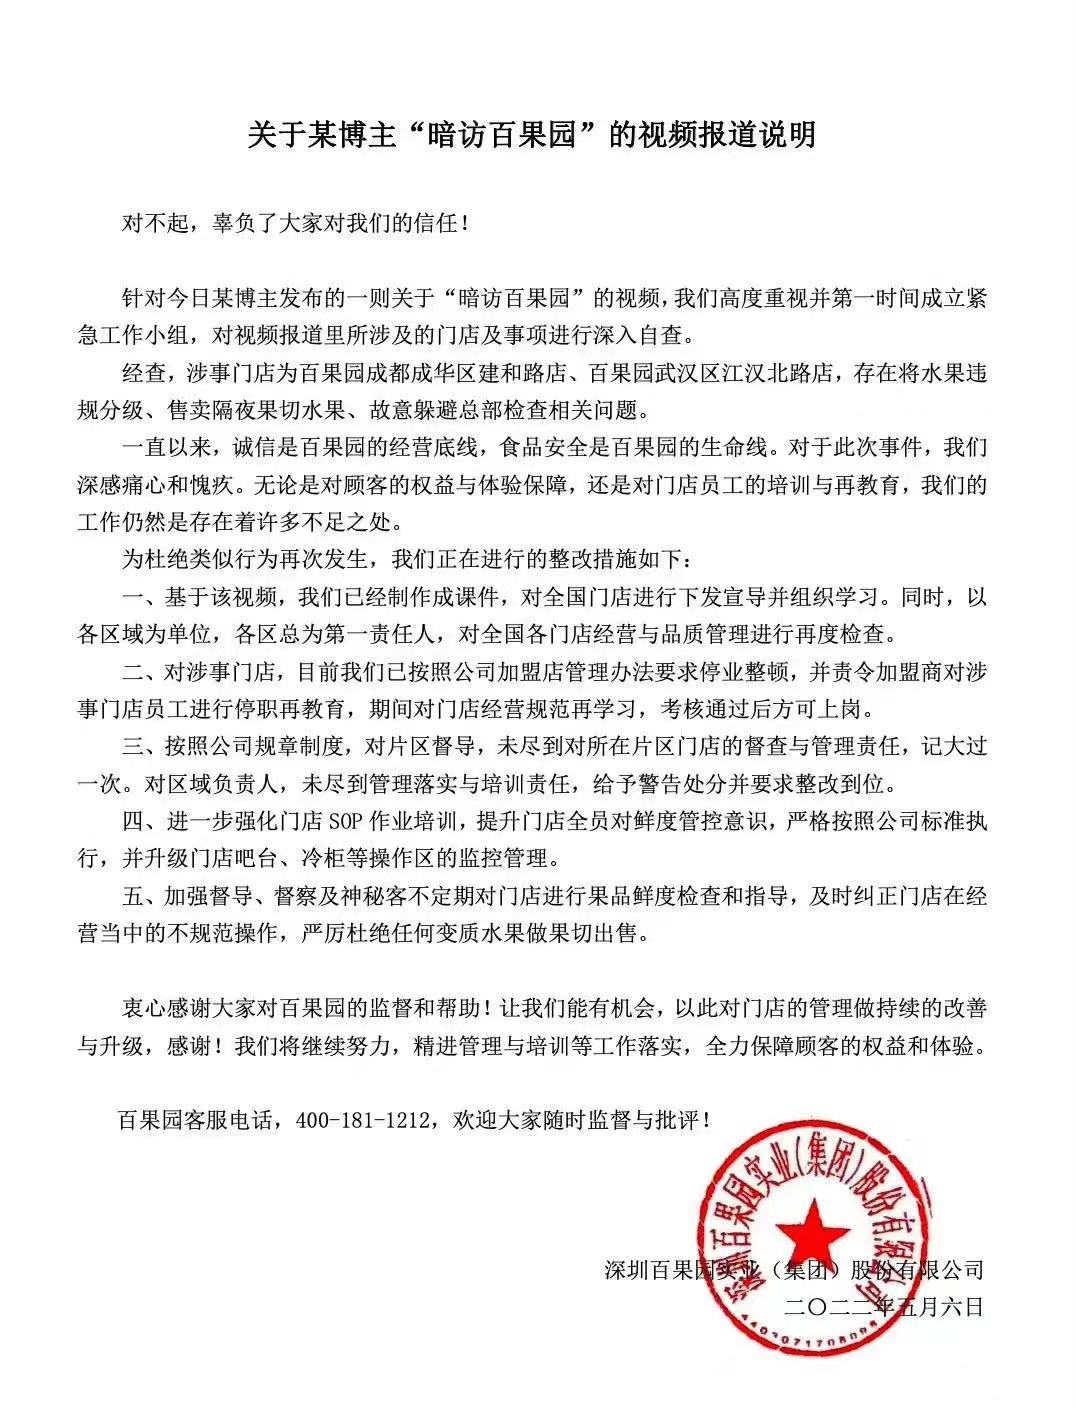 关于某博主“暗访百果园”的视频报道说明
对不起，辜负了大家对我们的信任！
针对今日某博主发布的一则关于“暗访百果园”的视频，我们高度重视并第一时间成立紧
急工作小组，对视频报道里所涉及的门店及事项进行深入自查。
经查，涉事门店为百果园成都成华区建和路店、百果园武汉区江汉北路店，存在将水果违
规分级、售卖隔夜果切水果、故意躲避总部检查相关问题。
一直以来，诚信是百果园的经营底线，食品安全是百果园的生命线。对于此次事件，我们
深感痛心和愧疚。无论是对顾客的权益与体验保障，还是对门店员工的培训与再教育，我们的
工作仍然是存在着许多不足之处。
为杜绝类似行为再次发生，我们正在进行的整改措施如下：
一、基于该视频，我们已经制作成课件，对全国门店进行下发宣导并组织学习。同时，以
各区域为单位，各区总为第一责任人，对全国各门店经营与品质管理进行再度检查。
二、对涉事门店，目前我们已按照公司加盟店管理办法要求停业整顿，并责令加盟商对涉
事门店员工进行停职再教育，期间对门店经营规范再学习，考核通过后方可上岗。
三、按照公司规章制度，对片区督导，未尽到对所在片区门店的督查与管理责任，记大过
一次。对区域负责人，未尽到管理落实与培训责任，给予警告处分并要求整改到位。
四、进一步强化门店 SOP 作业培训，提升门店全员对鲜度管控意识，严格按照公司标准执
行，并升级门店吧台、冷柜等操作区的监控管理。
五、加强督导、督察及神秘客不定期对门店进行果品鲜度检查和指导，及时纠正门店在经
营当中的不规范操作，严厉杜绝任何变质水果做果切出售。
衷心感谢大家对百果园的监督和帮助！让我们能有机会，以此对门店的管理做持续的改善
与升级，感谢！我们将继续努力，精进管理与培训等工作落实，全力保障顾客的权益和体验。
百果园客服电话，400-181-1212，欢迎大家随时监督与批评！
深圳百果园实业（集团）股份有限公司
深圳百果园实业（集团）股份有限公司
二〇二二年五月六日